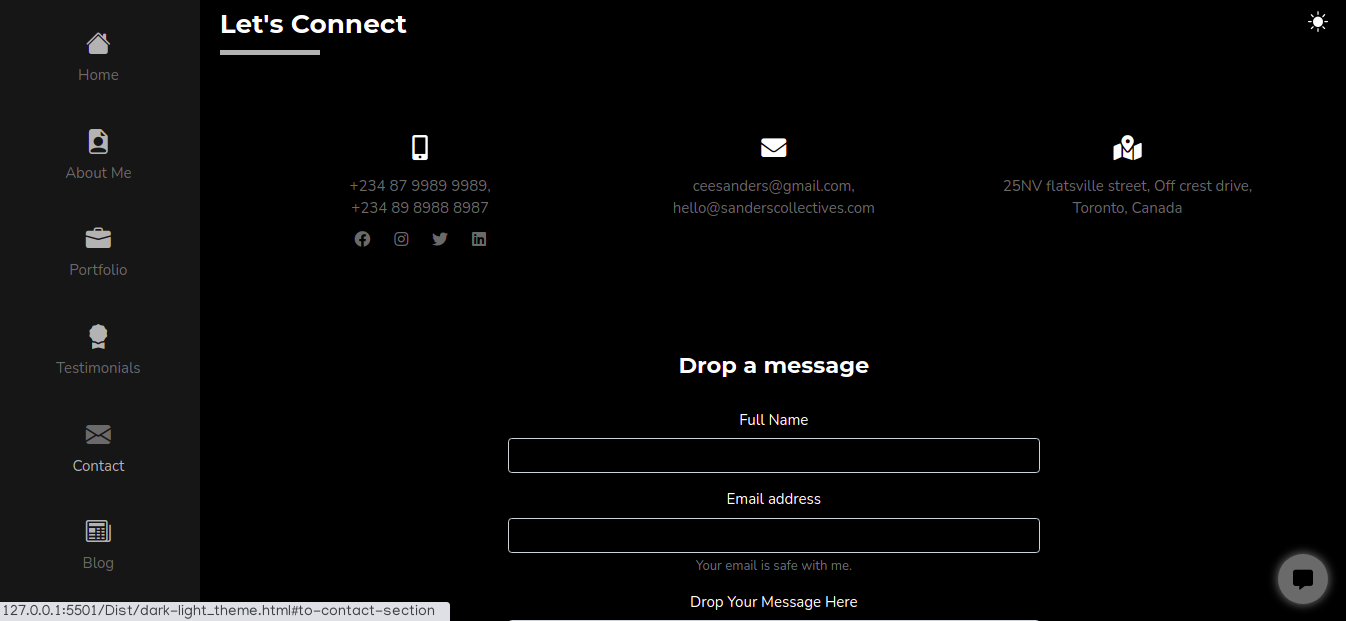 Let's Connect
Home
About Me
Portfolio
Testimonials
Contact
Blog
+234 87 9989 9989,
+234 89 8988 8987
ceesanders@gmail.com,
hello@sanderscollectives.com
25NV flatsville street, Off crest drive,
Toronto, Canada
Drop a message
Full Name
Email address
Your email is safe with me.
Drop Your Message Here
127.0.0.1:5501/Dist/dark-light_theme.html#to-contact-section